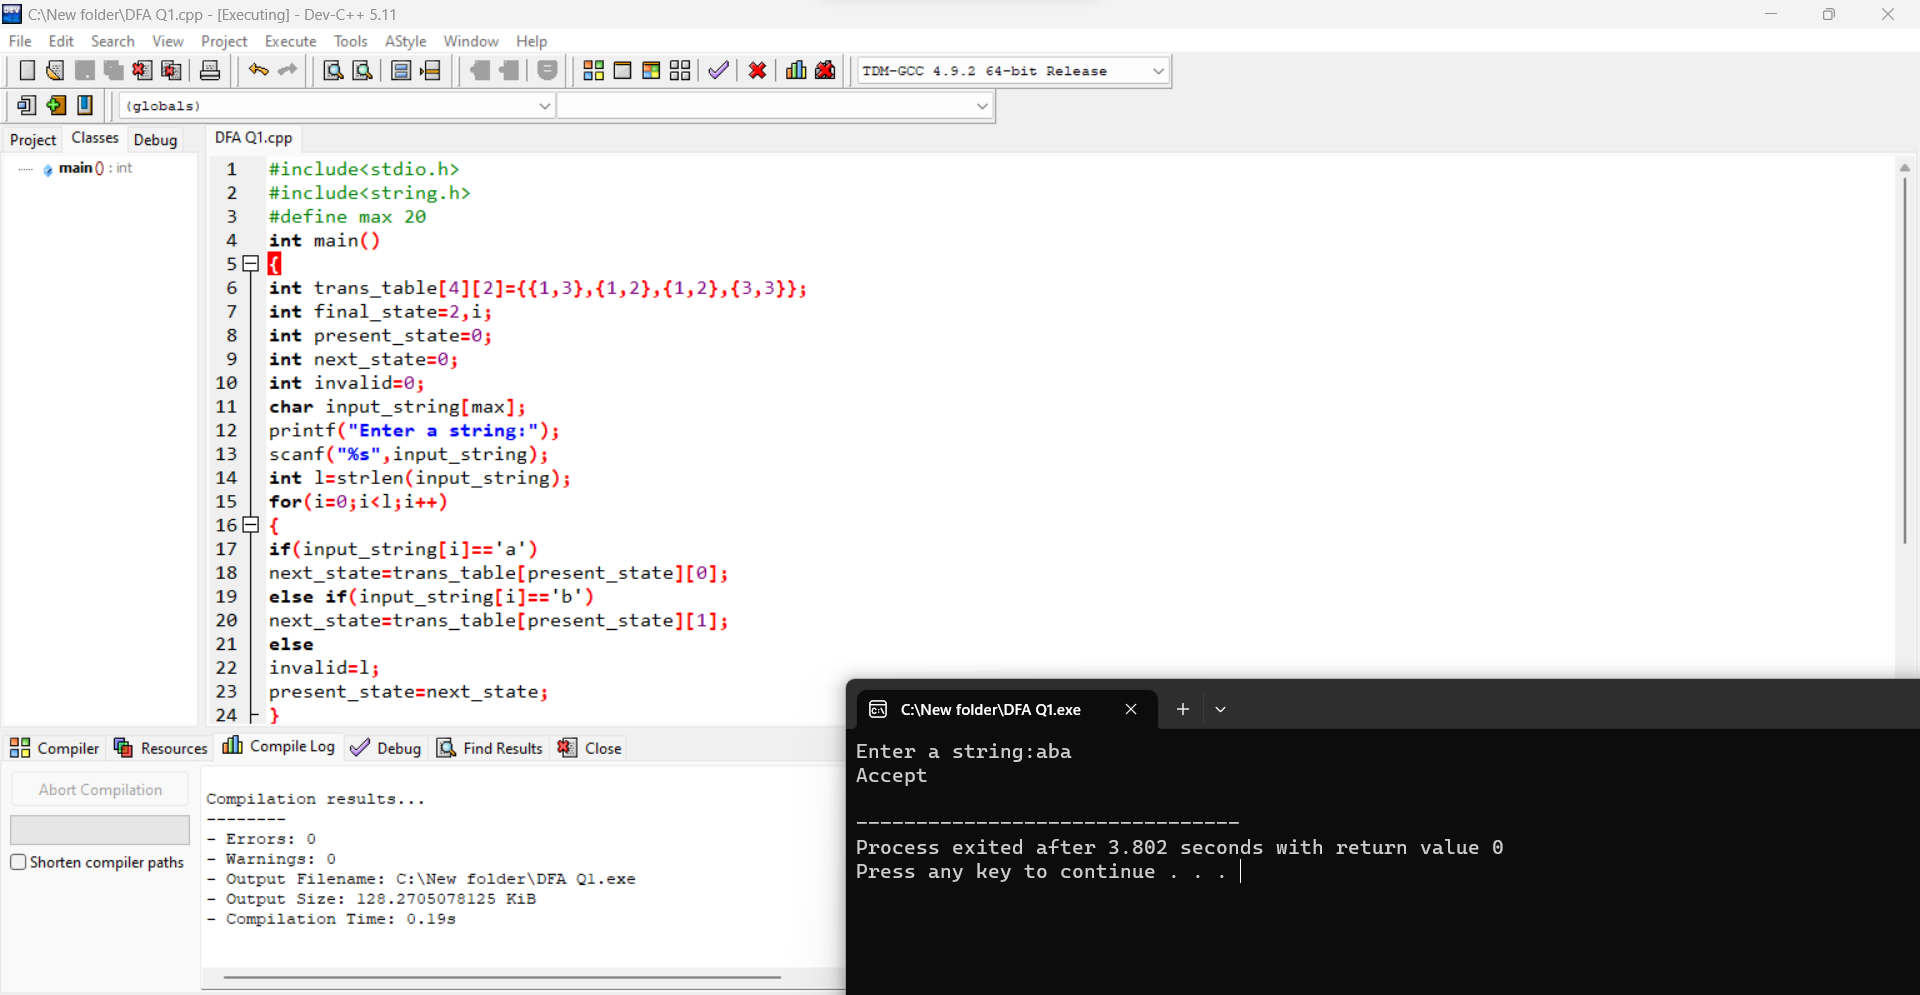 C:\New folder\DFA Q1.cpp - [Executing] - Dev-C++ 5.11
File Edit Search View Project Execute Tools AStyle Window Help
TDM-GCC 4.9.2 64-bit Release
(globals)
Project Classes Debug
DFA Q1.cpp
main () : int
1 #include<stdio.h>
2 #include<string.h>
3 #define max 20
4 int main()
5 {
6 int trans_table[4][2]={{1,3},{1,2},{1,2},{3,3}};
7 int final_state=2,i;
8 int present_state=0;
9 int next_state=0;
10 int invalid=0;
11 char input_string[max];
12 printf("Enter a string:");
13 scanf("%s",input_string);
14 int l=strlen(input_string);
15 for(i=0;i<l;i++)
16 {
17 if(input_string[i]=='a')
18 next_state=trans_table[present_state][0];
19 else if(input_string[i]=='b')
20 next_state=trans_table[present_state][1];
21 else
22 invalid=l;
23 present_state=next_state;
24 }
Compiler Resources Compile Log Debug Find Results Close
Abort Compilation
Shorten compiler paths
Compilation results...
--------
- Errors: 0
- Warnings: 0
- Output Filename: C:\New folder\DFA Q1.exe
- Output Size: 128.2705078125 KiB
- Compilation Time: 0.19s
C:\New folder\DFA Q1.exe
Enter a string:aba
Accept
--------------------------------
Process exited after 3.802 seconds with return value 0
Press any key to continue . . .